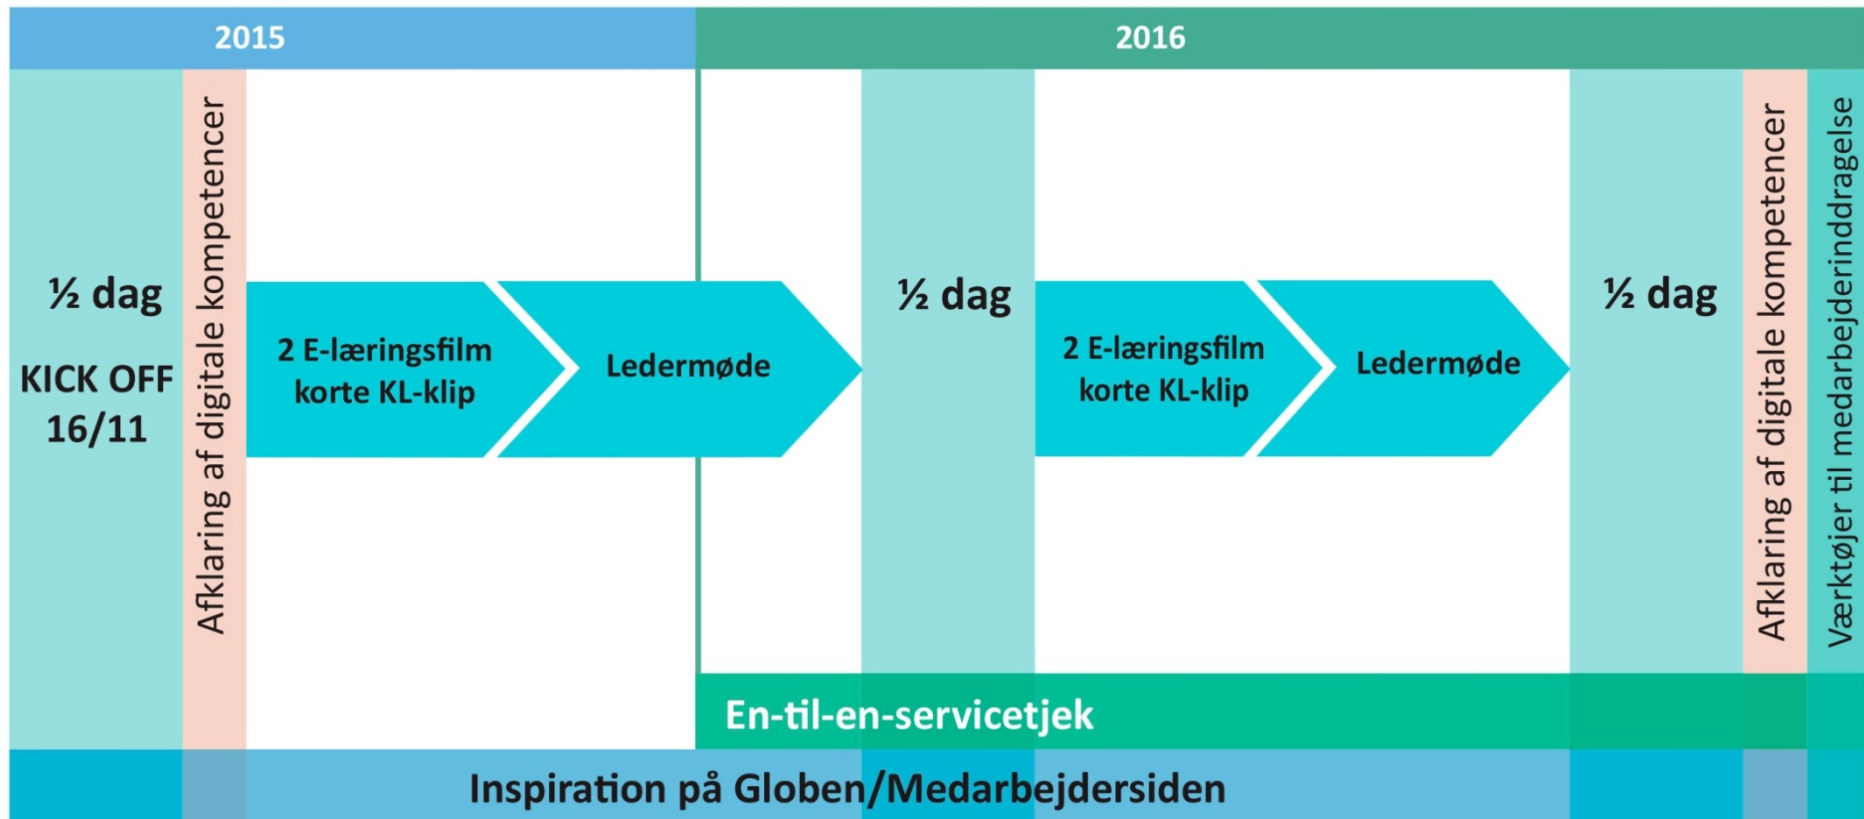 2015
2016
½ dag
KICK OFF
16/11
Afklaring af digitale kompetencer
2 E-læringsfilm
korte KL-klip
Ledermøde
½ dag
2 E-læringsfilm
korte KL-klip
Ledermøde
½ dag
Afklaring af digitale kompetencer
Værktøjer til medarbejderinddragelse
En-til-en-servicetjek
Inspiration på Globen/Medarbejdersiden